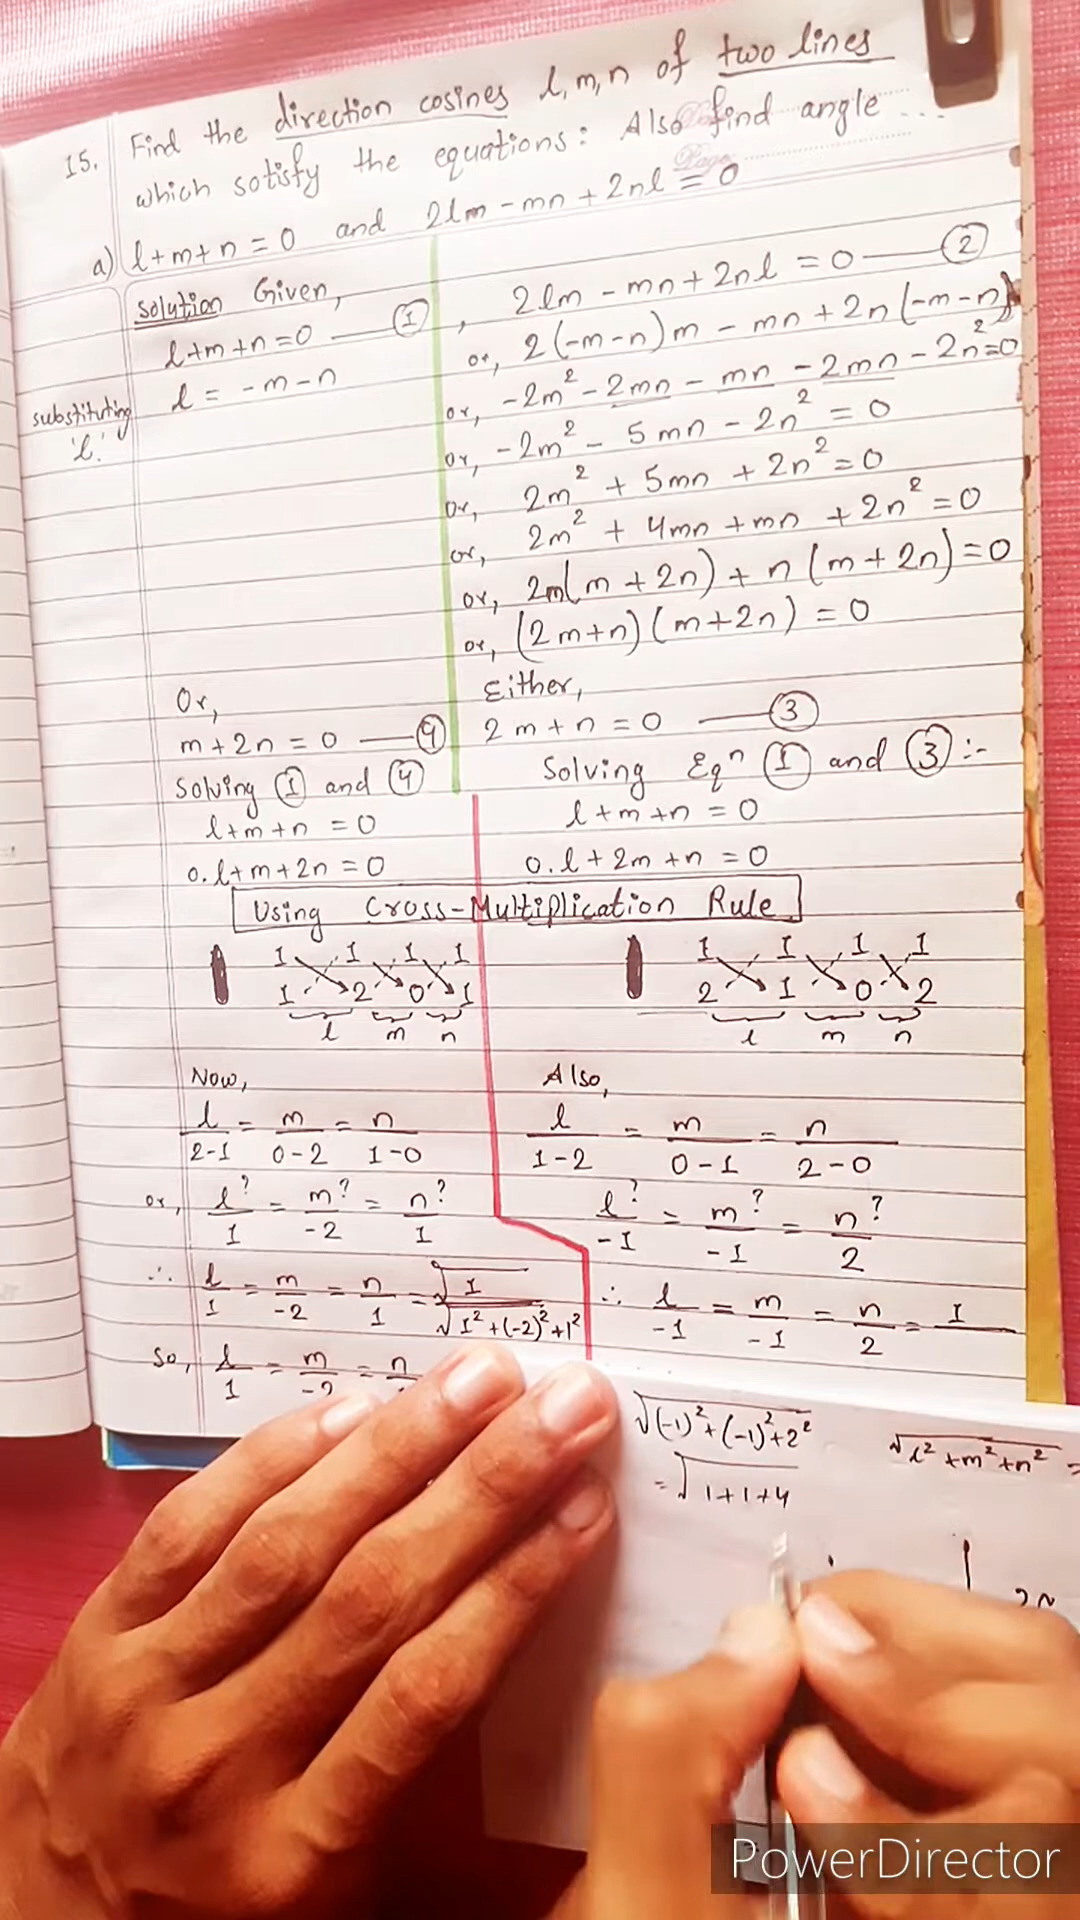 15. Find the direction cosines l, m, n of two lines
which sotisfy the equations: Also find angle ...
a) l+m+n = 0 and 2lm - mn + 2nl = 0
Solution Given,
l+m+n = 0 —— (1)
, 2lm - mn + 2nl = 0 —— (2)
substituting 'l.'
l = -m-n
or, 2(-m-n)m - mn + 2n(-m-n)
or, -2m² - 2mn - mn - 2mn - 2n² = 0
or, -2m² - 5mn - 2n² = 0
or, 2m² + 5mn + 2n² = 0
or, 2m² + 4mn + mn + 2n² = 0
or, 2m(m + 2n) + n(m + 2n) = 0
or, (2m+n)(m+2n) = 0
Or,
m+2n = 0 —— (4)
Solving (1) and (4)
l+m+n = 0
0.l+m+2n = 0
Either,
2m+n = 0 —— (3)
Solving Eqⁿ (1) and (3) :-
l+m+n = 0
0.l+2m+n = 0
Using Cross-Multiplication Rule.
1 1 1 1
1 2 0 1
l m n
1 1 1 1
2 1 0 2
l m n
Now,
l/2-1 = m/0-2 = n/1-0
or, l?/1 = m?/-2 = n?/1
∴ l/1 = m/-2 = n/1 = √1/√1²+(-2)²+1²
So, l/1 = m/-2 = n
Also,
l/1-2 = m/0-1 = n/2-0
l?/-1 = m?/-1 = n?/2
∴ l/-1 = m/-1 = n/2 = 1
√(-1)²+(-1)²+2²
= √1+1+4
√l²+m²+n² =
PowerDirector